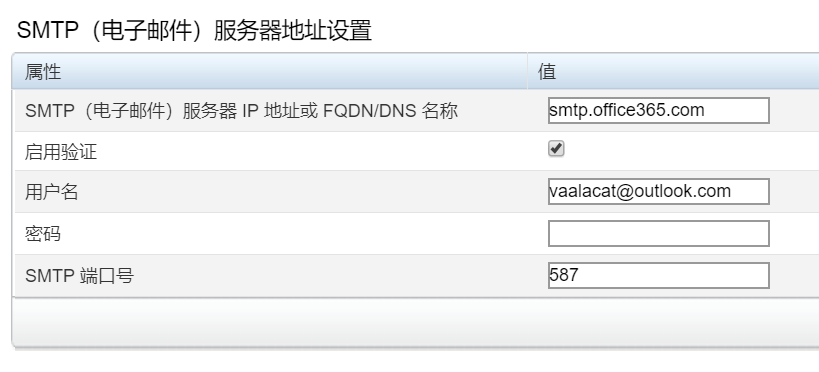 SMTP（电子邮件）服务器地址设置
属性 值
SMTP（电子邮件）服务器 IP 地址或 FQDN/DNS 名称 smtp.office365.com
启用验证
用户名 vaalacat@outlook.com
密码
SMTP 端口号 587